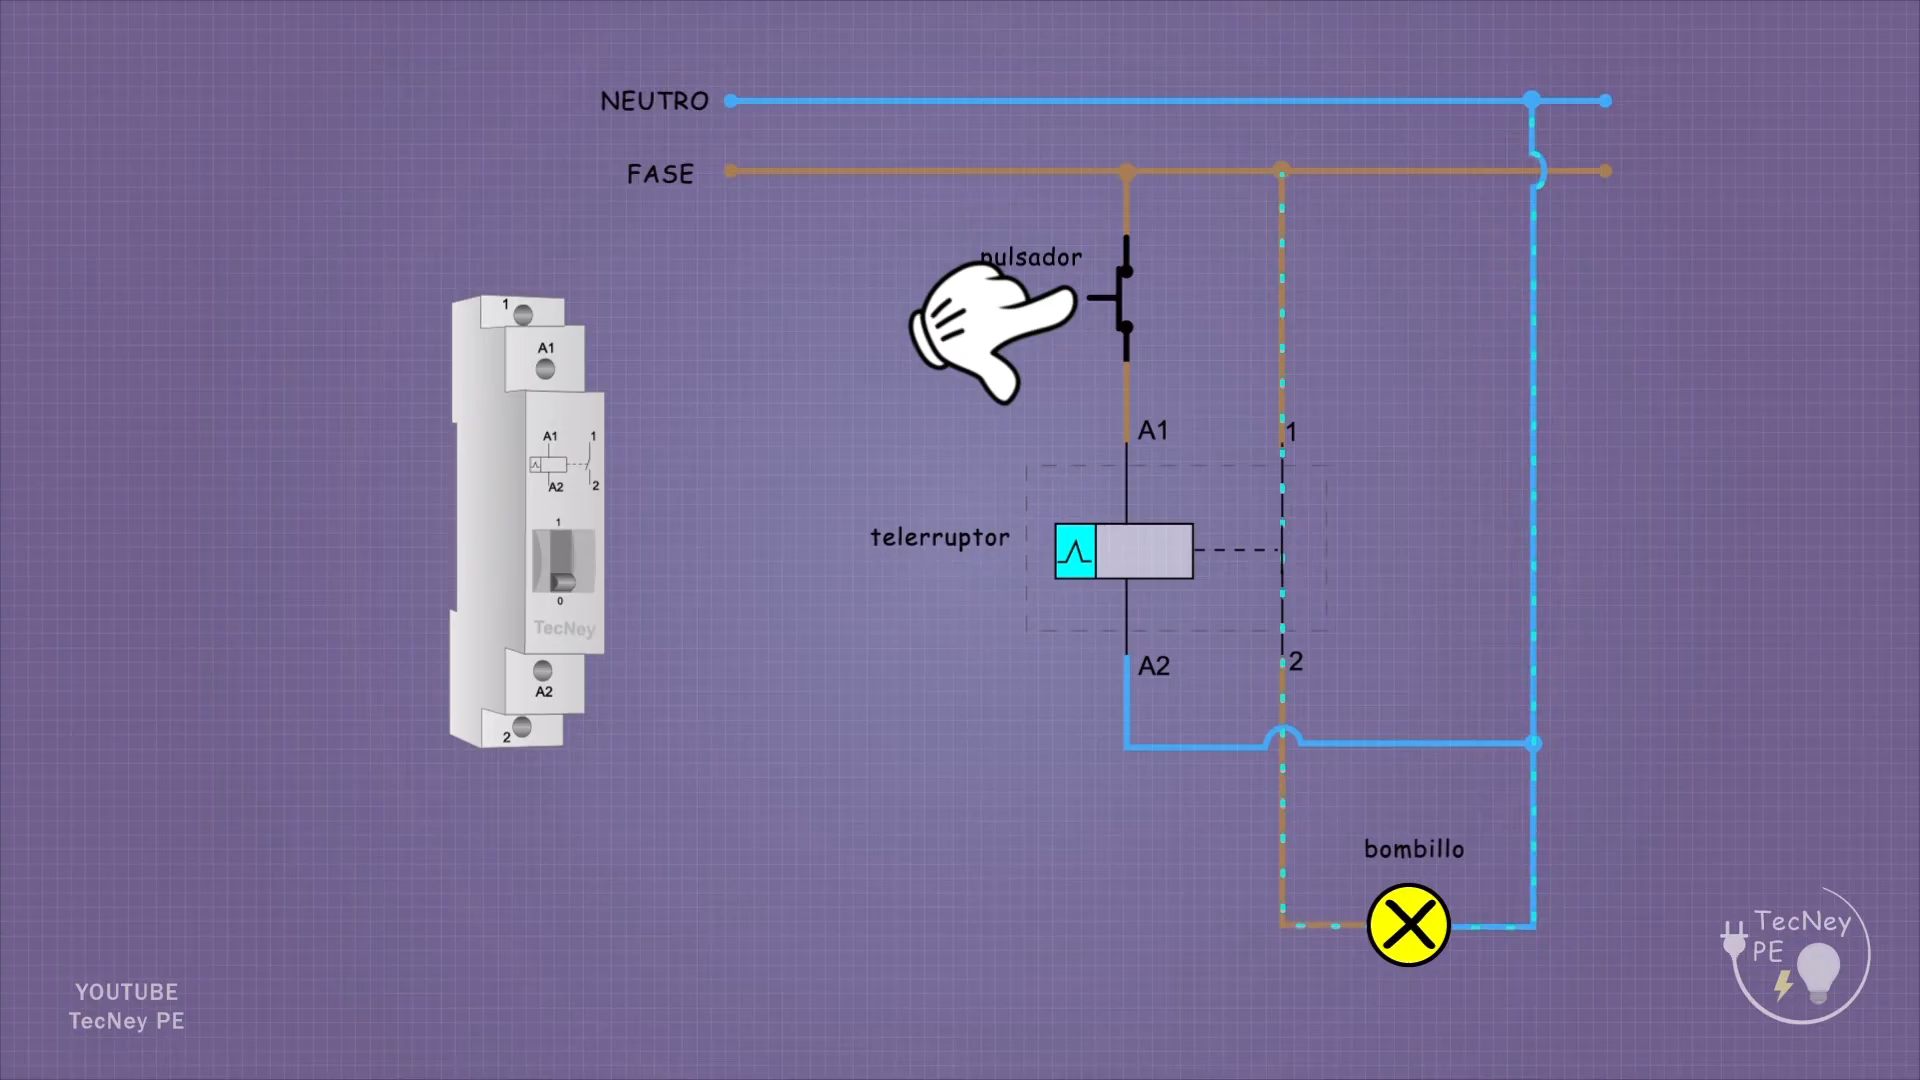 NEUTRO
FASE
pulsador
1
A1
A1
1
A2
2
1
0
TecNey
A2
2
A1
1
telerruptor
A2
2
bombillo
TecNey
PE
YOUTUBE
TecNey PE